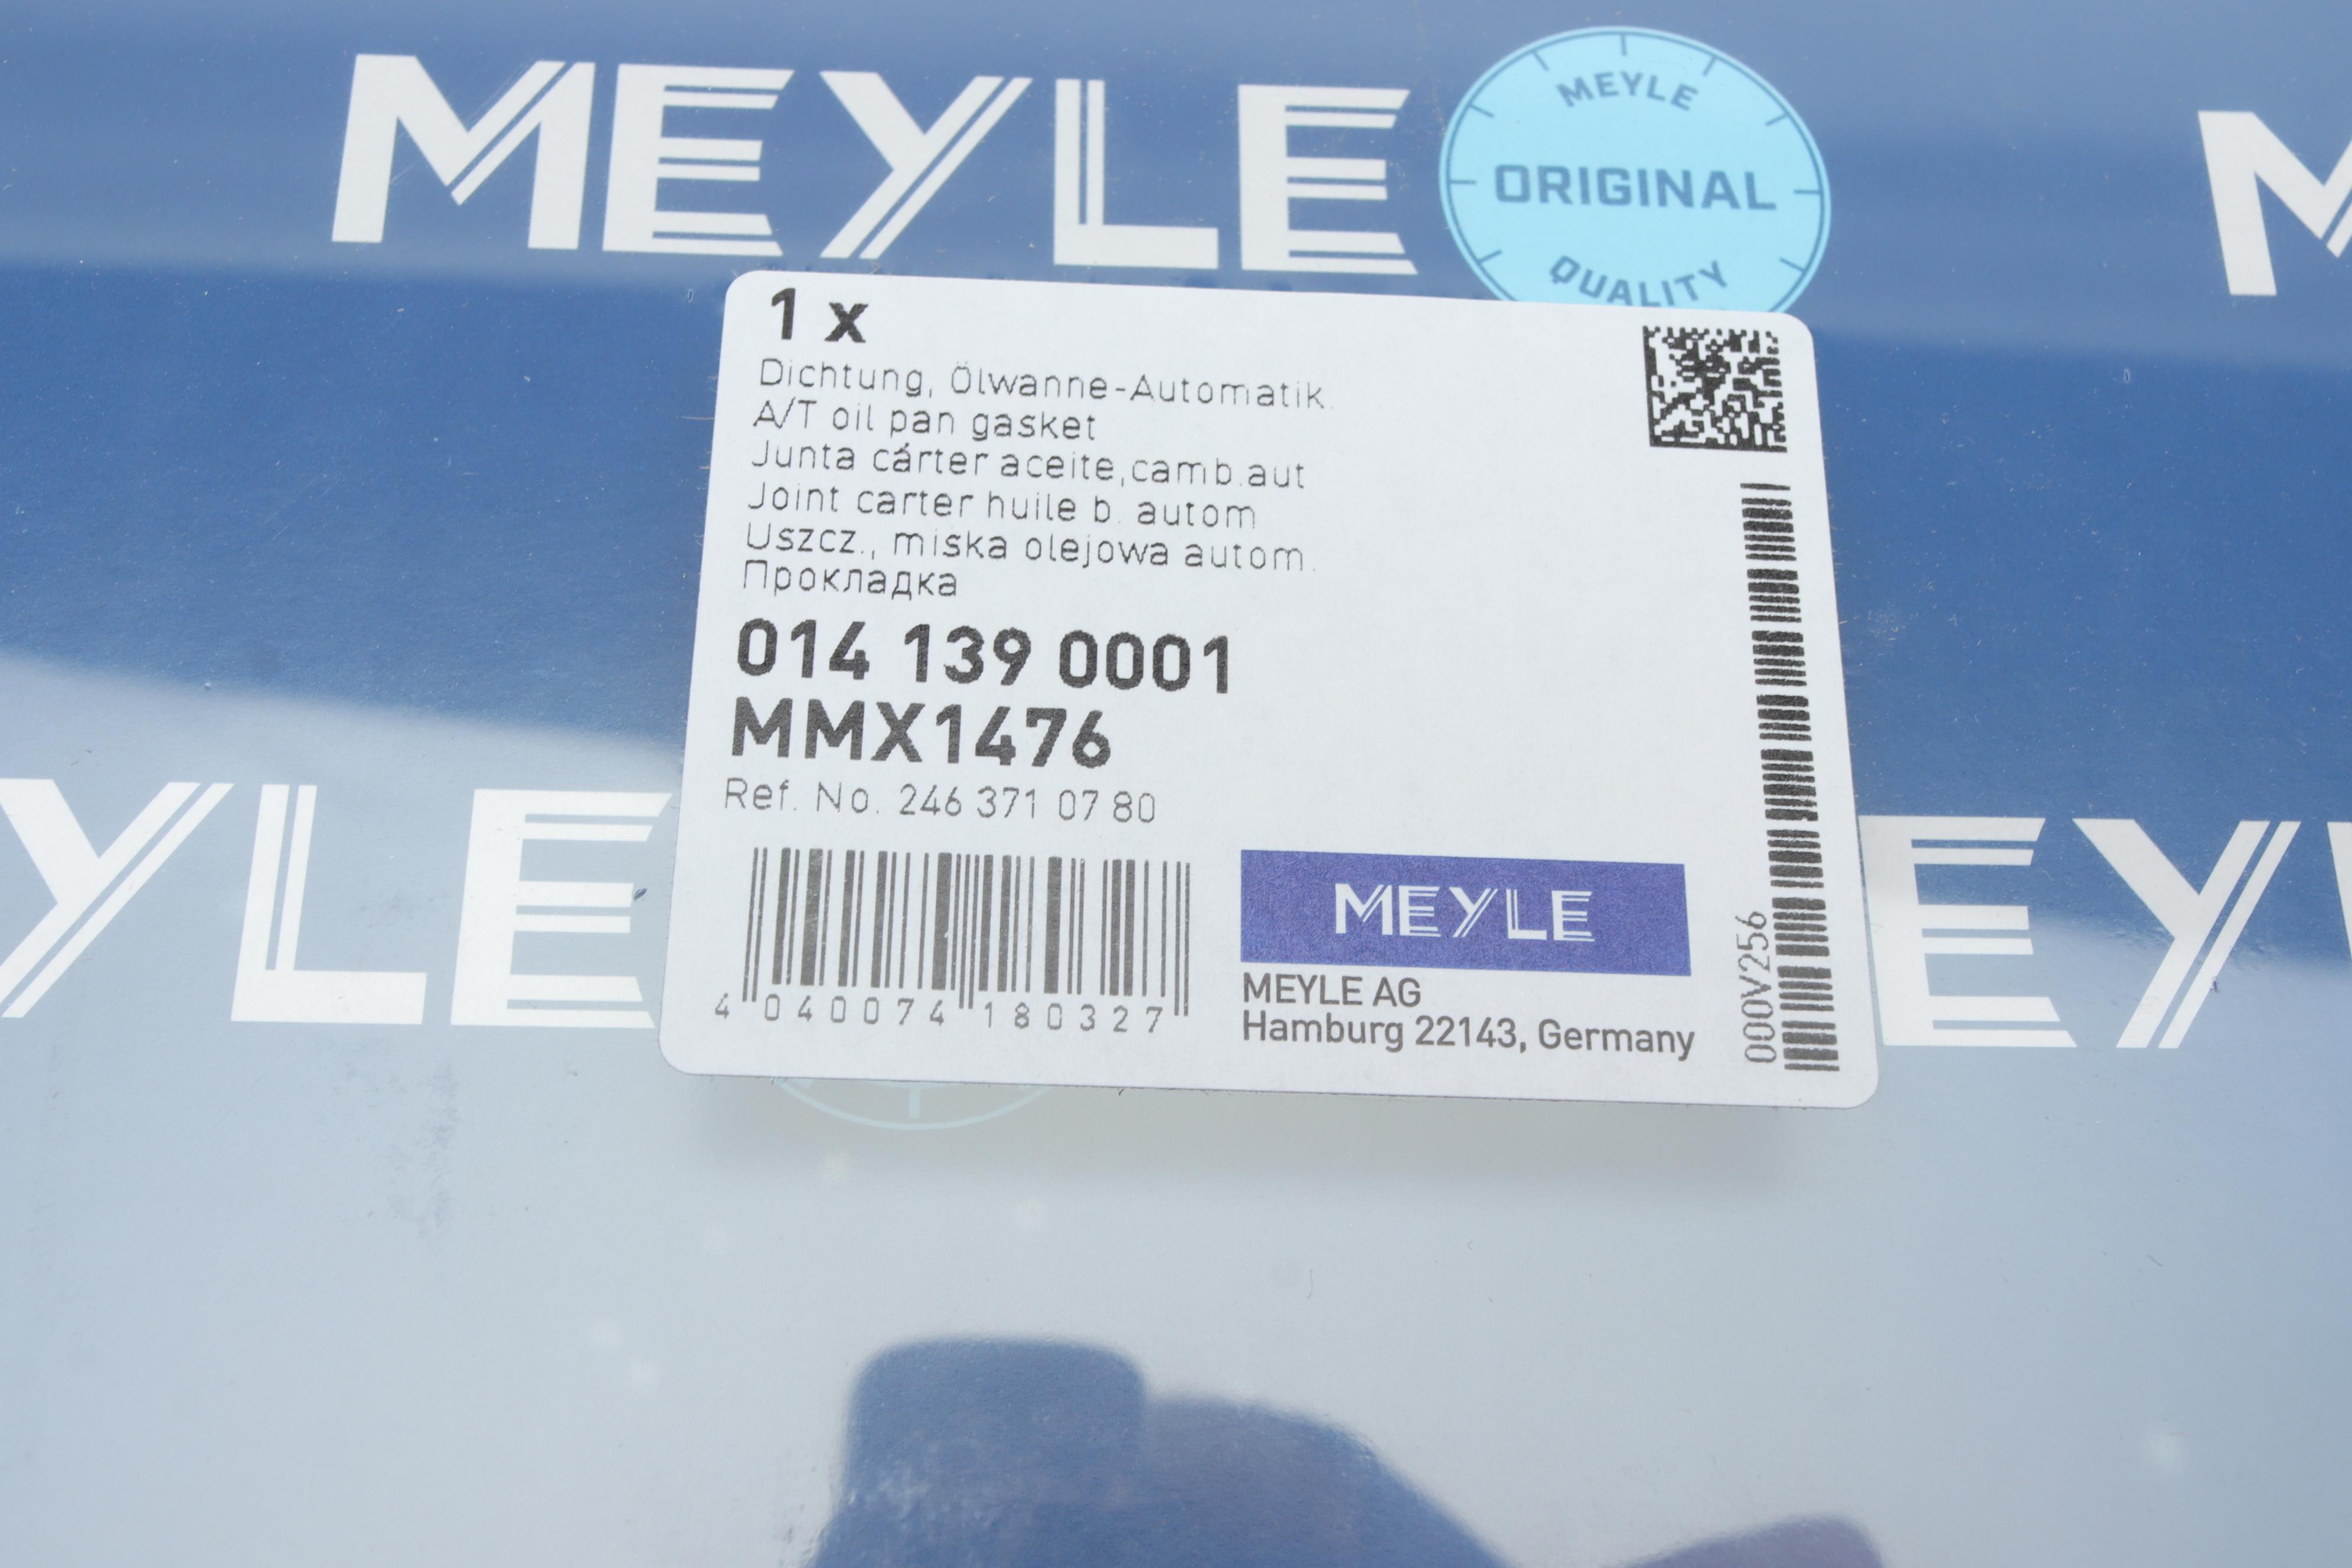 MEYLE
MEYLE
ORIGINAL
QUALITY
M
1 x
Dichtung, Ölwanne-Automatik.
A/T oil pan gasket
Junta cárter aceite,camb.aut
Joint carter huile b. autom
Uszcz., miska olejowa autom.
Прокладка
014 139 0001
MMX1476
Ref. No. 246 371 07 80
4 040074 180327
MEYLE
MEYLE AG
Hamburg 22143, Germany
000V256
YLE
EY